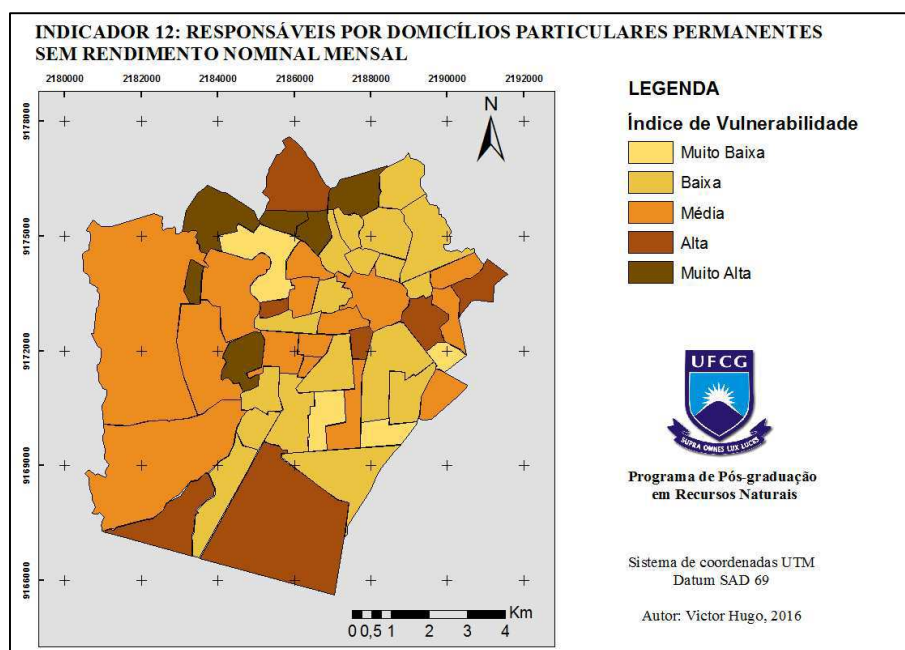 INDICADOR 12: RESPONSÁVEIS POR DOMICÍLIOS PARTICULARES PERMANENTES
SEM RENDIMENTO NOMINAL MENSAL
2180000 2182000 2184000 2186000 2188000 2190000 2192000
9178000
9175000
9172000
9169000
9166000
N
Km
0 0,5 1 2 3 4
LEGENDA
Índice de Vulnerabilidade
Muito Baixa
Baixa
Média
Alta
Muito Alta
UFCG
SUPRA OMNES LUX LUCES
Programa de Pós-graduação
em Recursos Naturais
Sistema de coordenadas UTM
Datum SAD 69
Autor: Victor Hugo, 2016